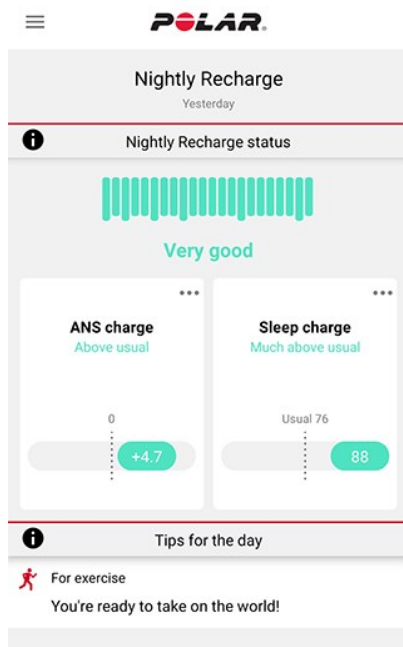 POLAR
Nightly Recharge
Yesterday
Nightly Recharge status
Very good
ANS charge
Above usual
0
+4.7
Sleep charge
Much above usual
Usual 76
88
Tips for the day
For exercise
You're ready to take on the world!